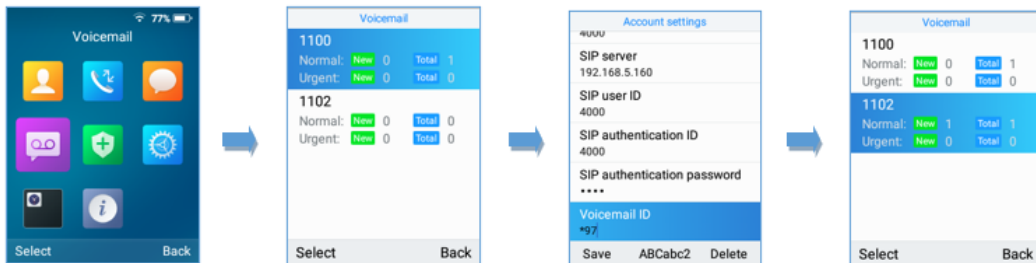 77%
Voicemail
Select Back
Voicemail
1100
Normal: New 0 Total 1
Urgent: New 0 Total 0
1102
Normal: New 0 Total 0
Urgent: New 0 Total 0
Select Back
Account settings
4000
SIP server
192.168.5.160
SIP user ID
4000
SIP authentication ID
4000
SIP authentication password
••••
Voicemail ID
*97
Save ABCabc2 Delete
Voicemail
1100
Normal: New 0 Total 1
Urgent: New 0 Total 0
1102
Normal: New 1 Total 1
Urgent: New 0 Total 0
Select Back